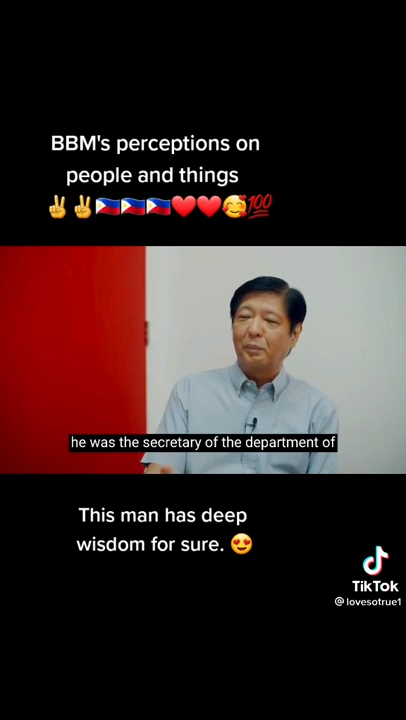 BBM's perceptions on
people and things
✌️✌️🇵🇭🇵🇭🇵🇭❤️❤️🥰💯
he was the secretary of the department of
This man has deep
wisdom for sure. 😍
TikTok
@lovesotrue1